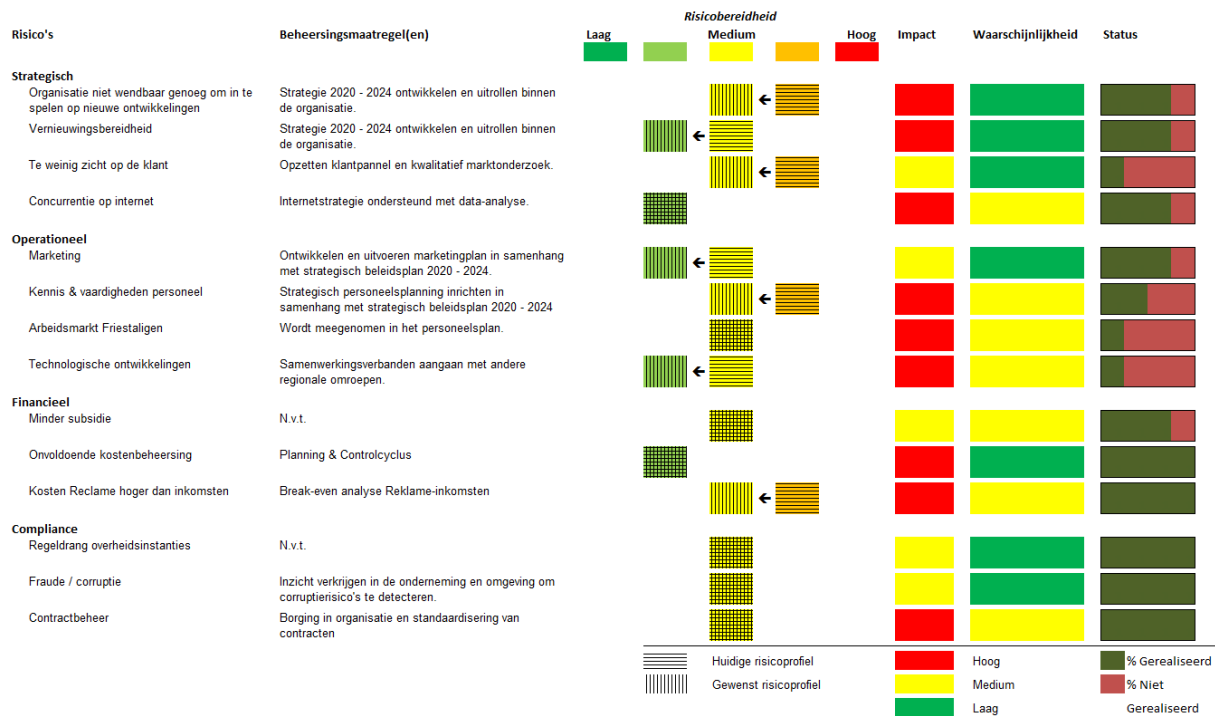 Risicobereidheid
Risico's Beheersingsmaatregel(en) Laag Medium Hoog Impact Waarschijnlijkheid Status
Strategisch
Organisatie niet wendbaar genoeg om in te spelen op nieuwe ontwikkelingen Strategie 2020 - 2024 ontwikkelen en uitrollen binnen de organisatie.
Vernieuwingsbereidheid Strategie 2020 - 2024 ontwikkelen en uitrollen binnen de organisatie.
Te weinig zicht op de klant Opzetten klantpannel en kwalitatief marktonderzoek.
Concurrentie op internet Internetstrategie ondersteund met data-analyse.
Operationeel
Marketing Ontwikkelen en uitvoeren marketingplan in samenhang met strategisch beleidsplan 2020 - 2024.
Kennis & vaardigheden personeel Strategisch personeelsplanning inrichten in samenhang met strategisch beleidsplan 2020 - 2024
Arbeidsmarkt Friestaligen Wordt meegenomen in het personeelsplan.
Technologische ontwikkelingen Samenwerkingsverbanden aangaan met andere regionale omroepen.
Financieel
Minder subsidie N.v.t.
Onvoldoende kostenbeheersing Planning & Controlcyclus
Kosten Reclame hoger dan inkomsten Break-even analyse Reklame-inkomsten
Compliance
Regeldrang overheidsinstanties N.v.t.
Fraude / corruptie Inzicht verkrijgen in de onderneming en omgeving om corruptierisico's te detecteren.
Contractbeheer Borging in organisatie en standaardisering van contracten
Huidige risicoprofiel Hoog % Gerealiseerd
Gewenst risicoprofiel Medium % Niet
Laag Gerealiseerd